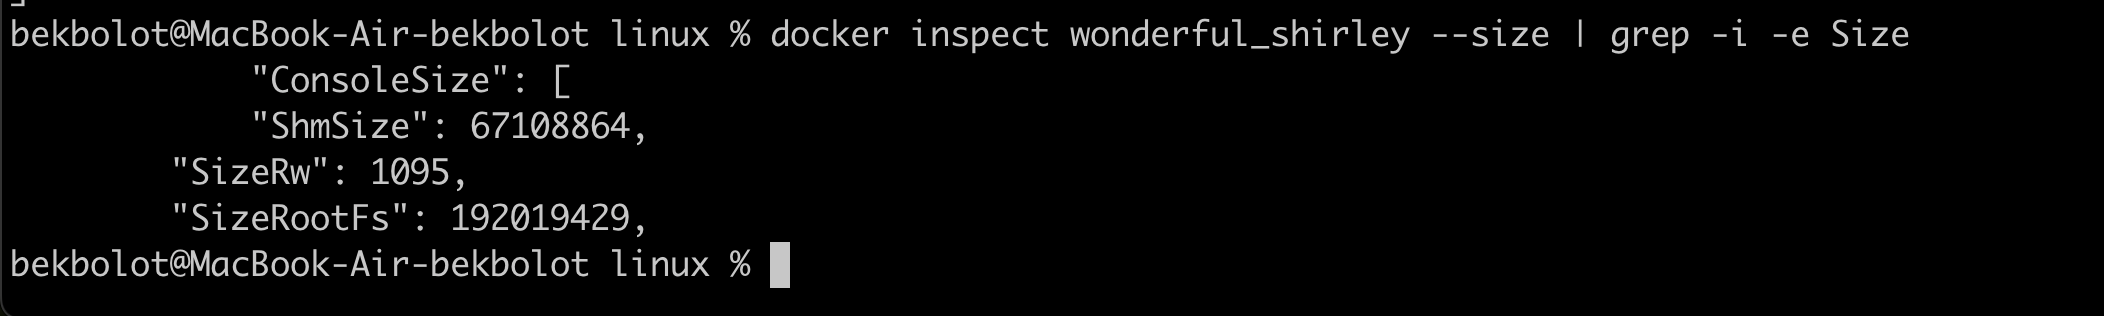 bekbolot@MacBook-Air-bekbolot linux % docker inspect wonderful_shirley --size | grep -i -e Size
"ConsoleSize": [
"ShmSize": 67108864,
"SizeRw": 1095,
"SizeRootFs": 192019429,
bekbolot@MacBook-Air-bekbolot linux %